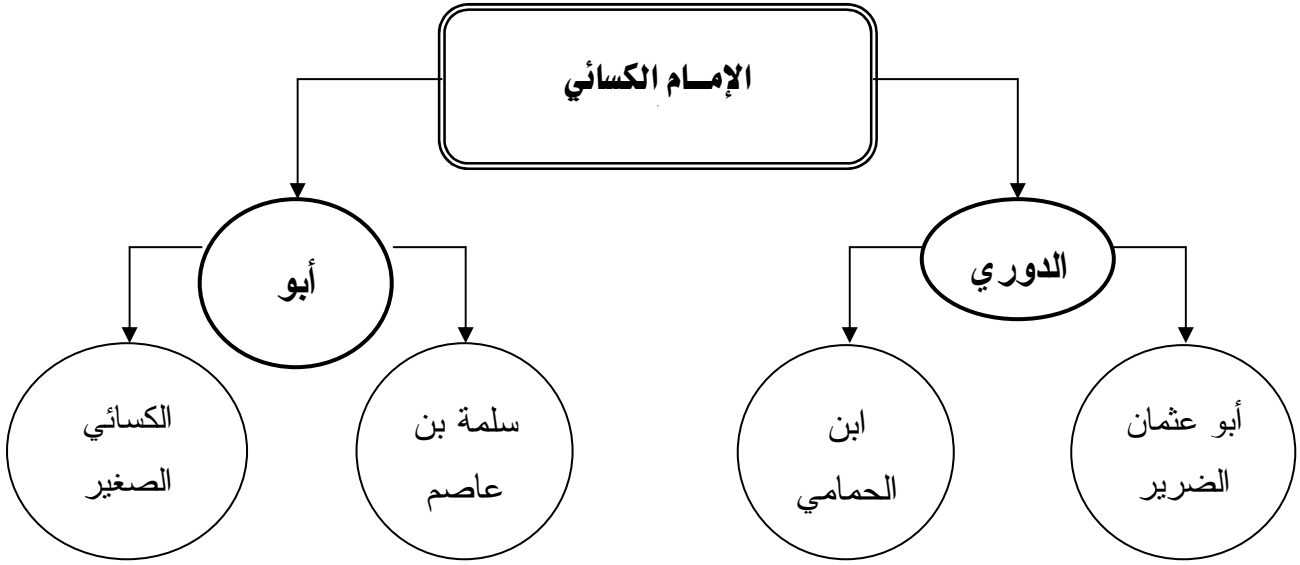 الإمـــام الكسائي
الدوري
أبو
أبو عثمان
الضرير
ابن
الحمامي
سلمة بن
عاصم
الكسائي
الصغير